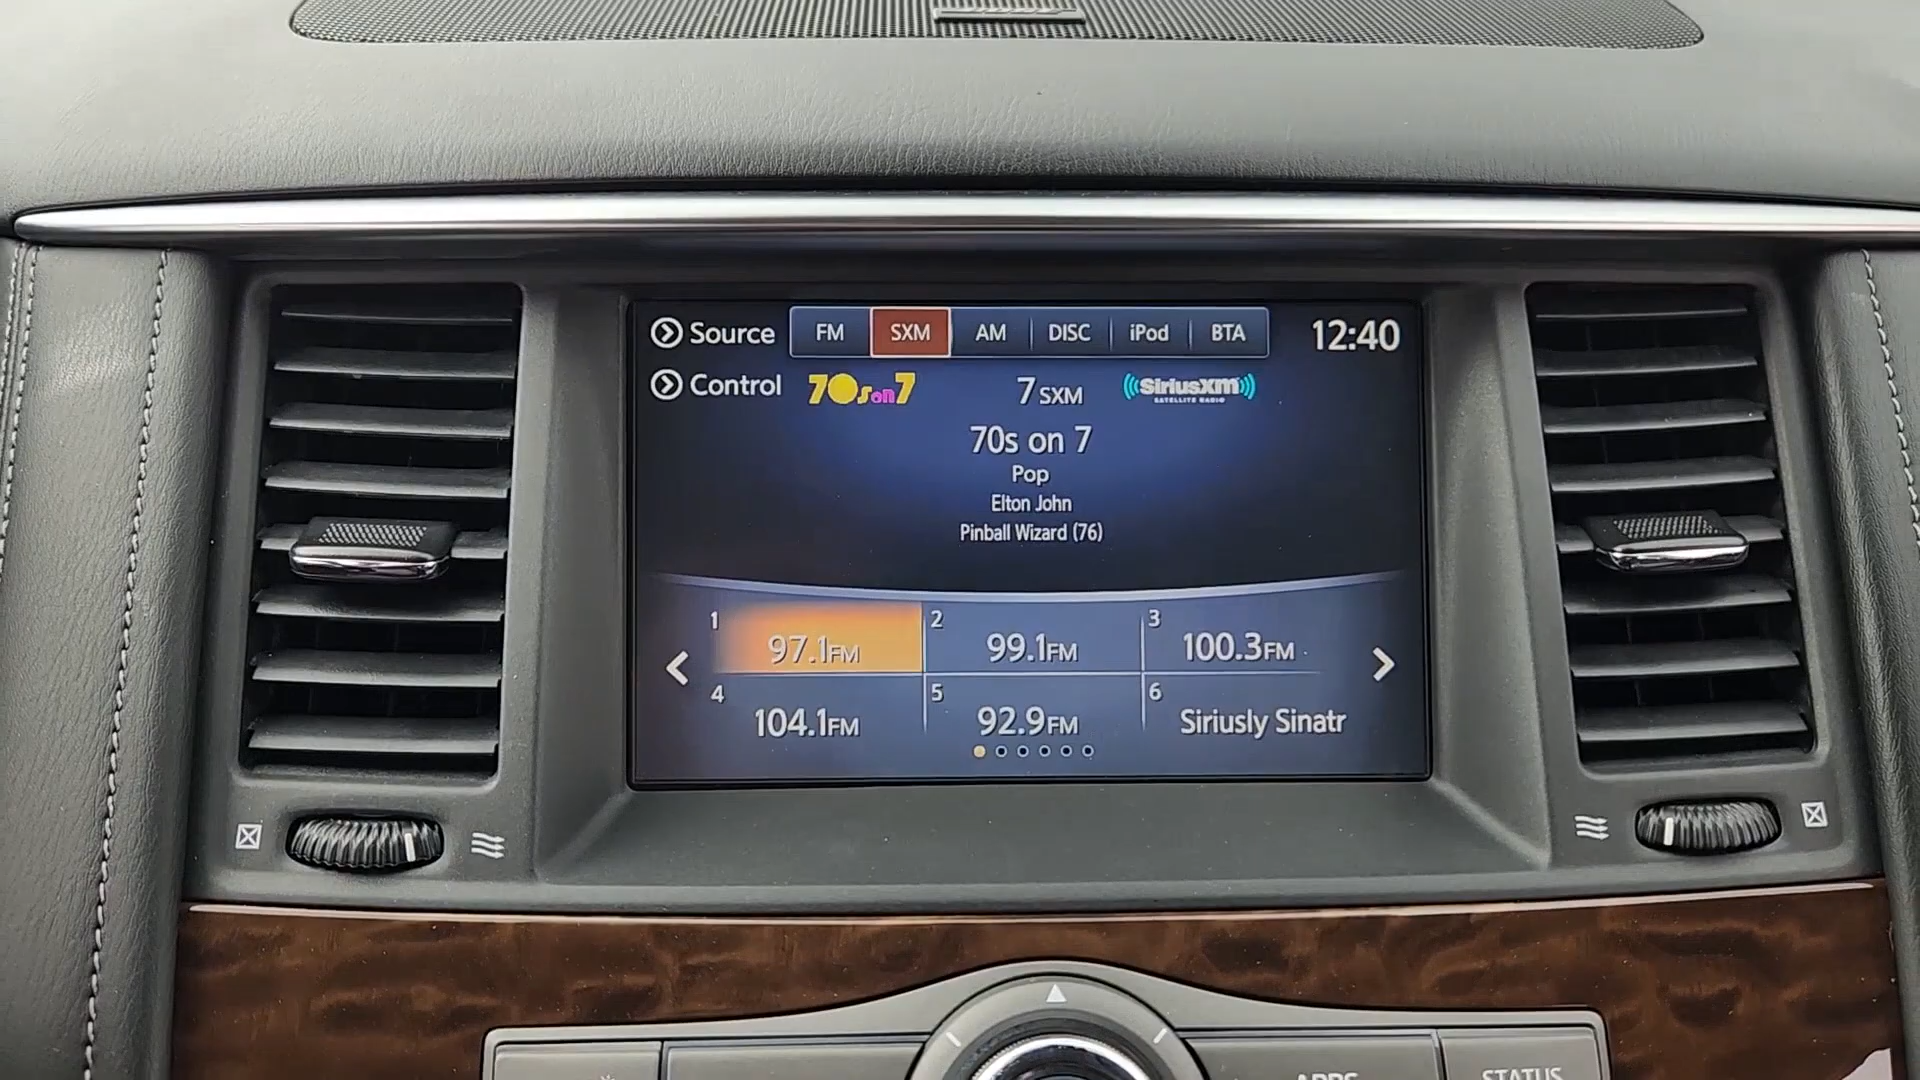 Source FM SXM AM DISC iPod BTA 12:40
Control 70s on 7 7 SXM SiriusXM
SATELLITE RADIO
70s on 7
Pop
Elton John
Pinball Wizard (76)
1 97.1FM 2 99.1FM 3 100.3FM
4 104.1FM 5 92.9FM 6 Siriusly Sinatr
APPS STATUS